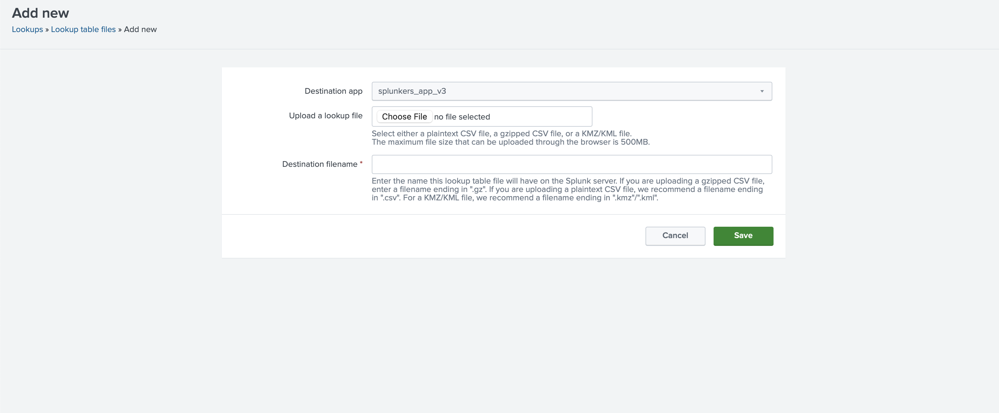 Add new
Lookups » Lookup table files » Add new
Destination app
splunkers_app_v3
Upload a lookup file
Choose File no file selected
Select either a plaintext CSV file, a gzipped CSV file, or a KMZ/KML file.
The maximum file size that can be uploaded through the browser is 500MB.
Destination filename *
Enter the name this lookup table file will have on the Splunk server. If you are uploading a gzipped CSV file,
enter a filename ending in ".gz". If you are uploading a plaintext CSV file, we recommend a filename ending
in ".csv". For a KMZ/KML file, we recommend a filename ending in ".kmz"/".kml".
Cancel
Save